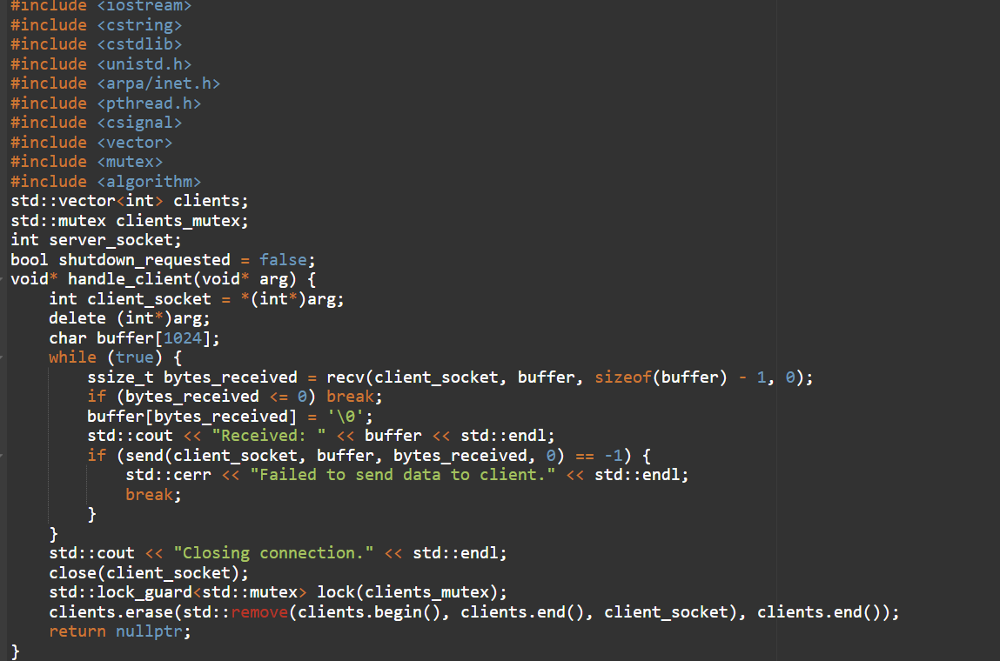 #include <iostream>
#include <cstring>
#include <cstdlib>
#include <unistd.h>
#include <arpa/inet.h>
#include <pthread.h>
#include <csignal>
#include <vector>
#include <mutex>
#include <algorithm>
std::vector<int> clients;
std::mutex clients_mutex;
int server_socket;
bool shutdown_requested = false;
void* handle_client(void* arg) {
    int client_socket = *(int*)arg;
    delete (int*)arg;
    char buffer[1024];
    while (true) {
        ssize_t bytes_received = recv(client_socket, buffer, sizeof(buffer) - 1, 0);
        if (bytes_received <= 0) break;
        buffer[bytes_received] = '\0';
        std::cout << "Received: " << buffer << std::endl;
        if (send(client_socket, buffer, bytes_received, 0) == -1) {
            std::cerr << "Failed to send data to client." << std::endl;
            break;
        }
    }
    std::cout << "Closing connection." << std::endl;
    close(client_socket);
    std::lock_guard<std::mutex> lock(clients_mutex);
    clients.erase(std::remove(clients.begin(), clients.end(), client_socket), clients.end());
    return nullptr;
}